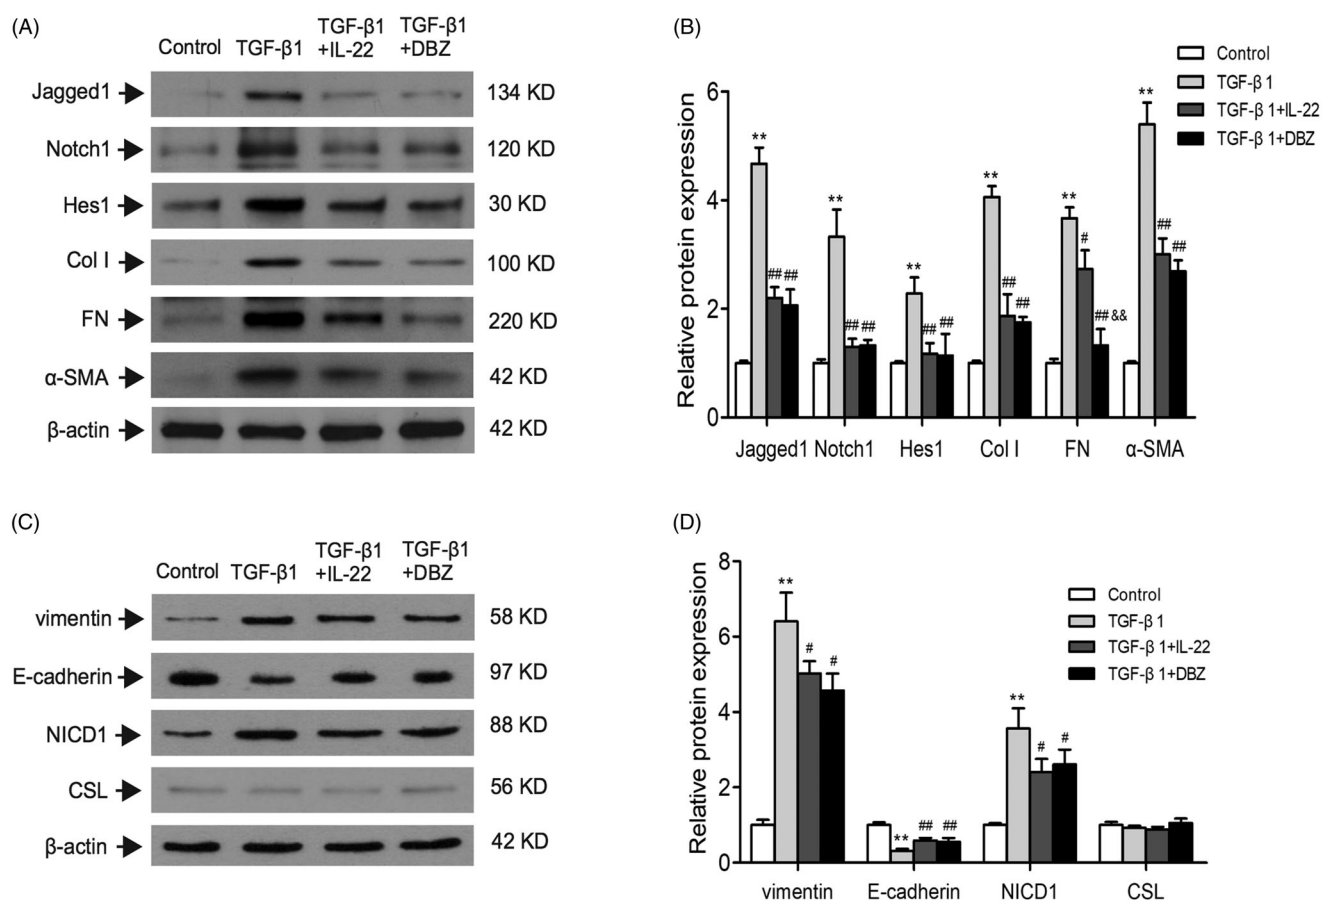 (A)
Control TGF-β1 TGF-β1 +IL-22 TGF-β1 +DBZ
Jagged1 134 KD
Notch1 120 KD
Hes1 30 KD
Col I 100 KD
FN 220 KD
α-SMA 42 KD
β-actin 42 KD
(B)
Control
TGF-β 1
TGF-β 1+IL-22
TGF-β 1+DBZ
Relative protein expression
6
4
2
0
** ## ##
** ## ##
** ## ##
** ## ##
** # ## &&
** ## ##
Jagged1 Notch1 Hes1 Col I FN α-SMA
(C)
Control TGF-β1 TGF-β1 +IL-22 TGF-β1 +DBZ
vimentin 58 KD
E-cadherin 97 KD
NICD1 88 KD
CSL 56 KD
β-actin 42 KD
(D)
Control
TGF-β 1
TGF-β 1+IL-22
TGF-β 1+DBZ
Relative protein expression
8
6
4
2
0
** # #
** ## ##
** # #
vimentin E-cadherin NICD1 CSL